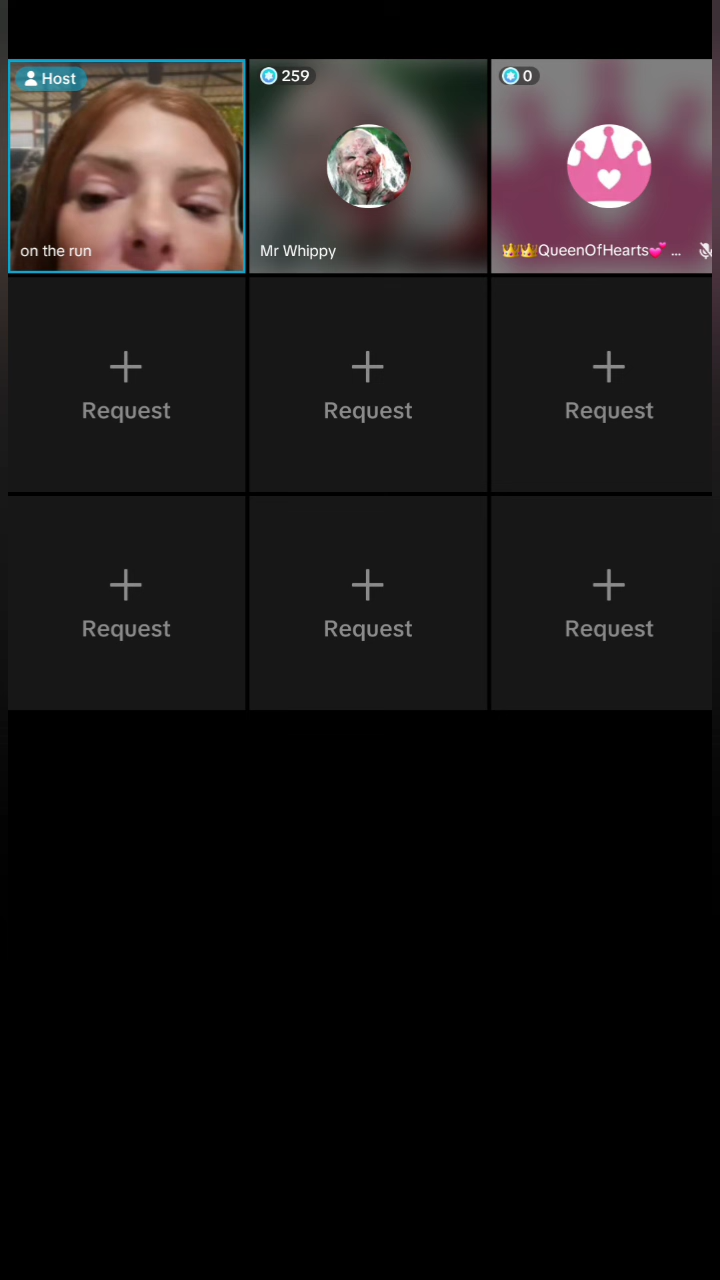 Host
259
0
on the run
Mr Whippy
👑👑QueenOfHearts💕 ...
Request
Request
Request
Request
Request
Request